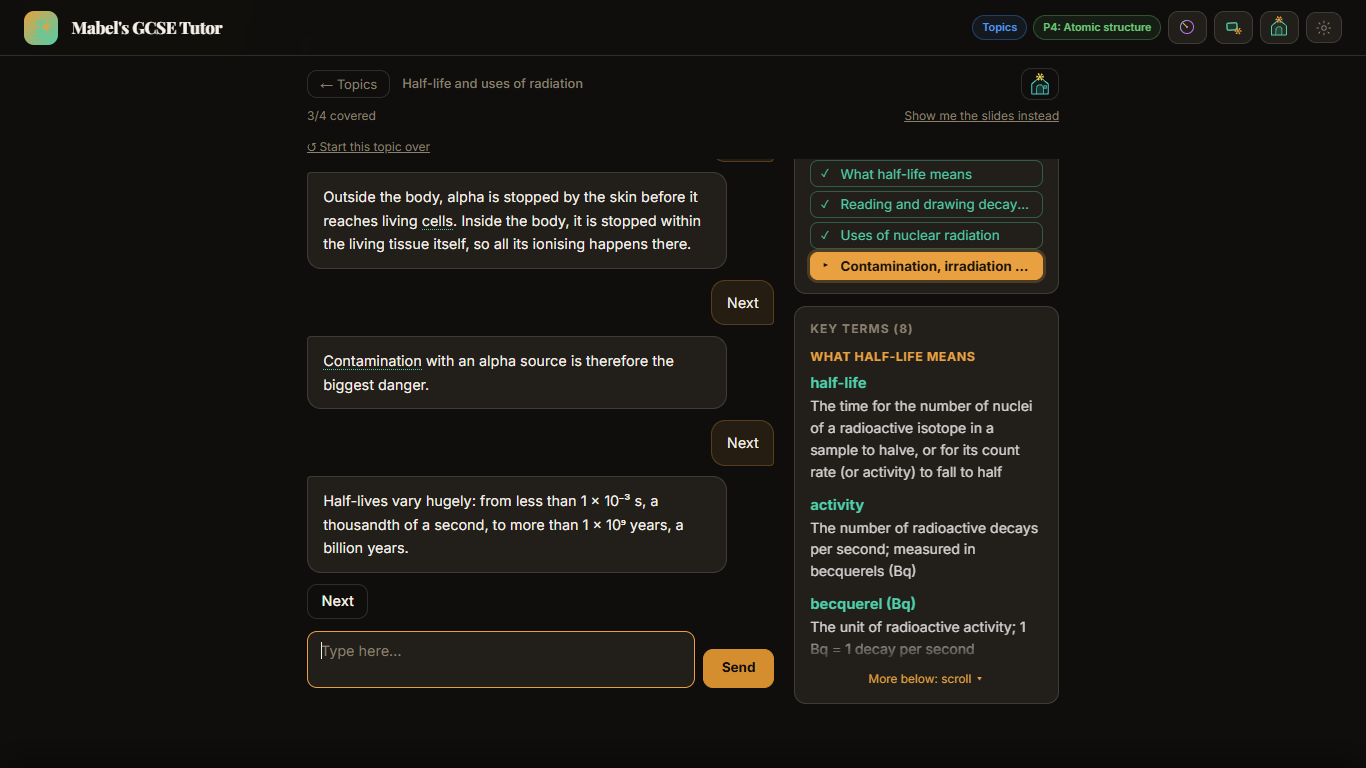 Mabel's GCSE Tutor
Topics
P4: Atomic structure
← Topics
Half-life and uses of radiation
3/4 covered
Show me the slides instead
↺ Start this topic over
Outside the body, alpha is stopped by the skin before it
reaches living cells. Inside the body, it is stopped within
the living tissue itself, so all its ionising happens there.
Next
Contamination with an alpha source is therefore the
biggest danger.
Next
Half-lives vary hugely: from less than 1 × 10⁻³ s, a
thousandth of a second, to more than 1 × 10⁹ years, a
billion years.
Next
Type here...
Send
✓ What half-life means
✓ Reading and drawing decay...
✓ Uses of nuclear radiation
‣ Contamination, irradiation ...
KEY TERMS (8)
WHAT HALF-LIFE MEANS
half-life
The time for the number of nuclei
of a radioactive isotope in a
sample to halve, or for its count
rate (or activity) to fall to half
activity
The number of radioactive decays
per second; measured in
becquerels (Bq)
becquerel (Bq)
The unit of radioactive activity; 1
Bq = 1 decay per second
More below: scroll ▾